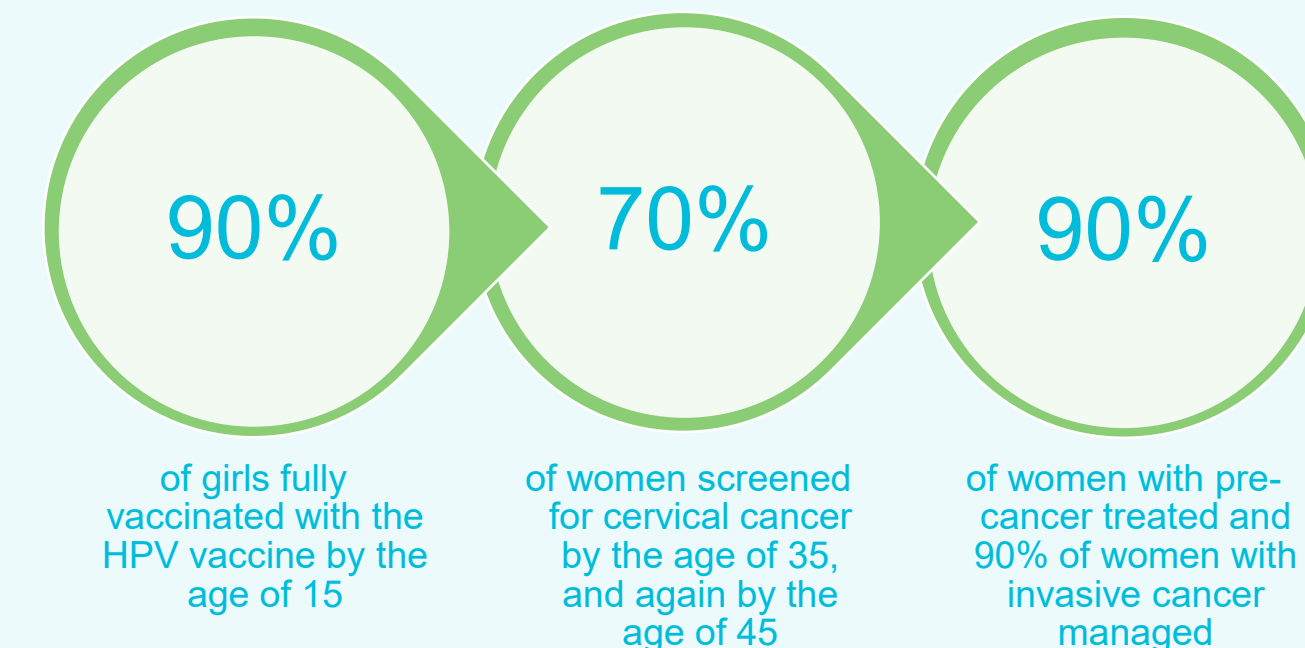 90%
70%
90%
of girls fully
vaccinated with the
HPV vaccine by the
age of 15
of women screened
for cervical cancer
by the age of 35,
and again by the
age of 45
of women with pre-
cancer treated and
90% of women with
invasive cancer
managed